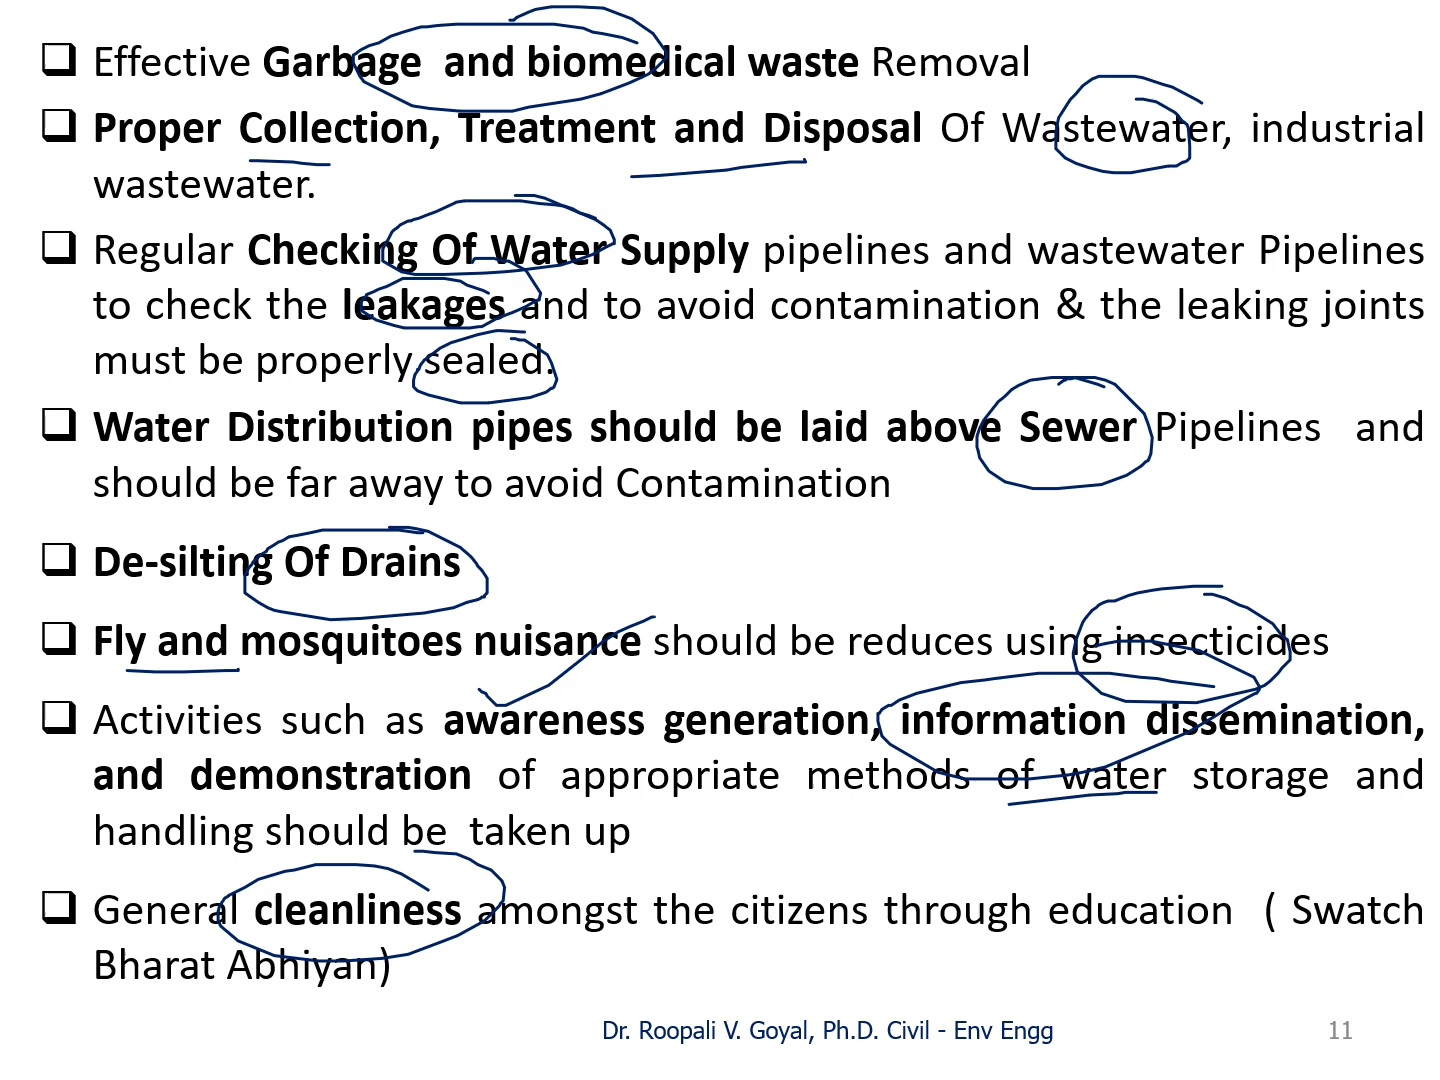 ❑ Effective Garbage and biomedical waste Removal
❑ Proper Collection, Treatment and Disposal Of Wastewater, industrial
wastewater.
❑ Regular Checking Of Water Supply pipelines and wastewater Pipelines
to check the leakages and to avoid contamination & the leaking joints
must be properly sealed.
❑ Water Distribution pipes should be laid above Sewer Pipelines and
should be far away to avoid Contamination
❑ De-silting Of Drains
❑ Fly and mosquitoes nuisance should be reduces using insecticides
❑ Activities such as awareness generation, information dissemination,
and demonstration of appropriate methods of water storage and
handling should be taken up
❑ General cleanliness amongst the citizens through education ( Swatch
Bharat Abhiyan)
Dr. Roopali V. Goyal, Ph.D. Civil - Env Engg 11